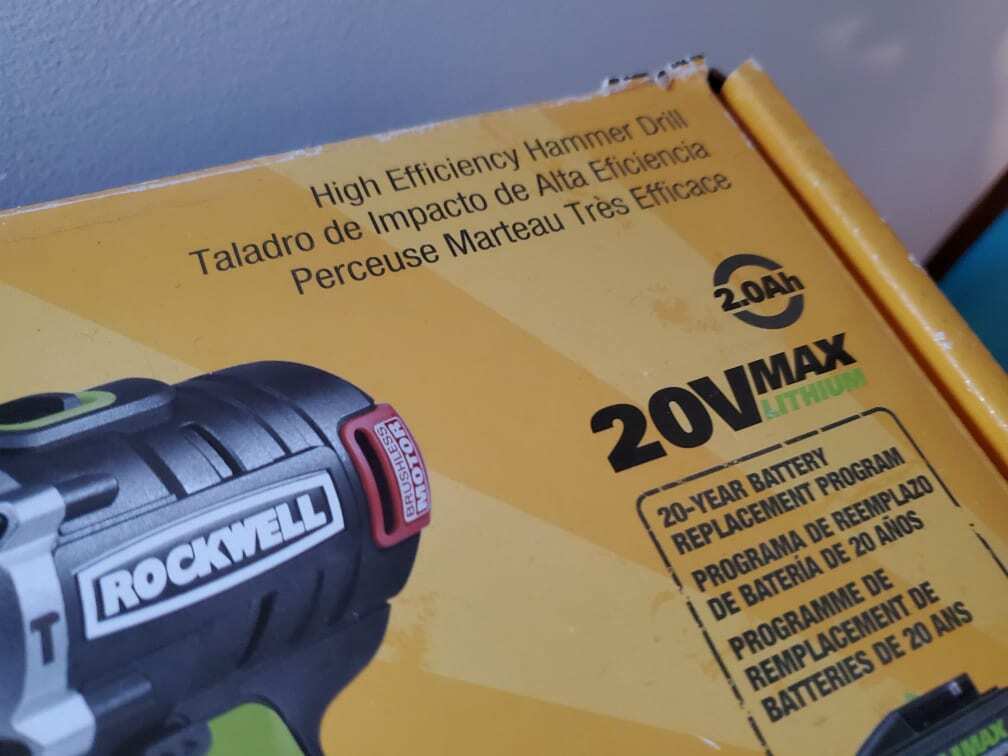 High Efficiency Hammer Drill
Taladro de Impacto de Alta Eficiencia
Perceuse Marteau Très Efficace
2.0Ah
20VMAX
LITHIUM
20-YEAR BATTERY
REPLACEMENT PROGRAM
PROGRAMA DE REEMPLAZO
DE BATERÍA DE 20 AÑOS
PROGRAMME DE
REMPLACEMENT DE
BATTERIES DE 20 ANS
BRUSHLESS
MOTOR
ROCKWELL
MAX